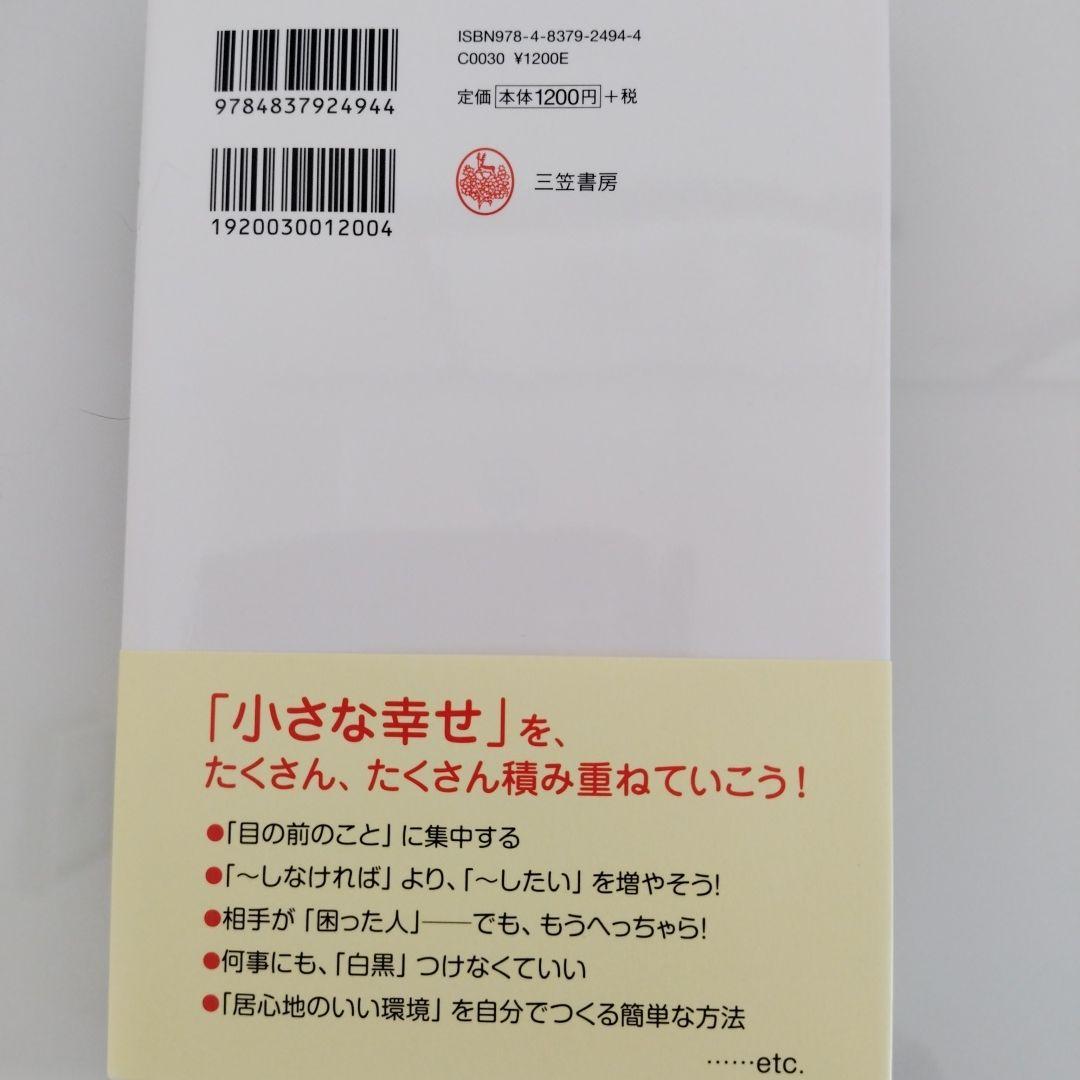 ISBN978-4-8379-2494-4
C0030 ¥1200E
9784837924944
定価 本体1200円+税
三笠書房
1920030012004
「小さな幸せ」を、
たくさん、たくさん積み重ねていこう!
●「目の前のこと」に集中する
●「〜しなければ」より、「〜したい」を増やそう!
●相手が「困った人」――でも、もうへっちゃら!
●何事にも、「白黒」つけなくていい
●「居心地のいい環境」を自分でつくる簡単な方法
……etc.